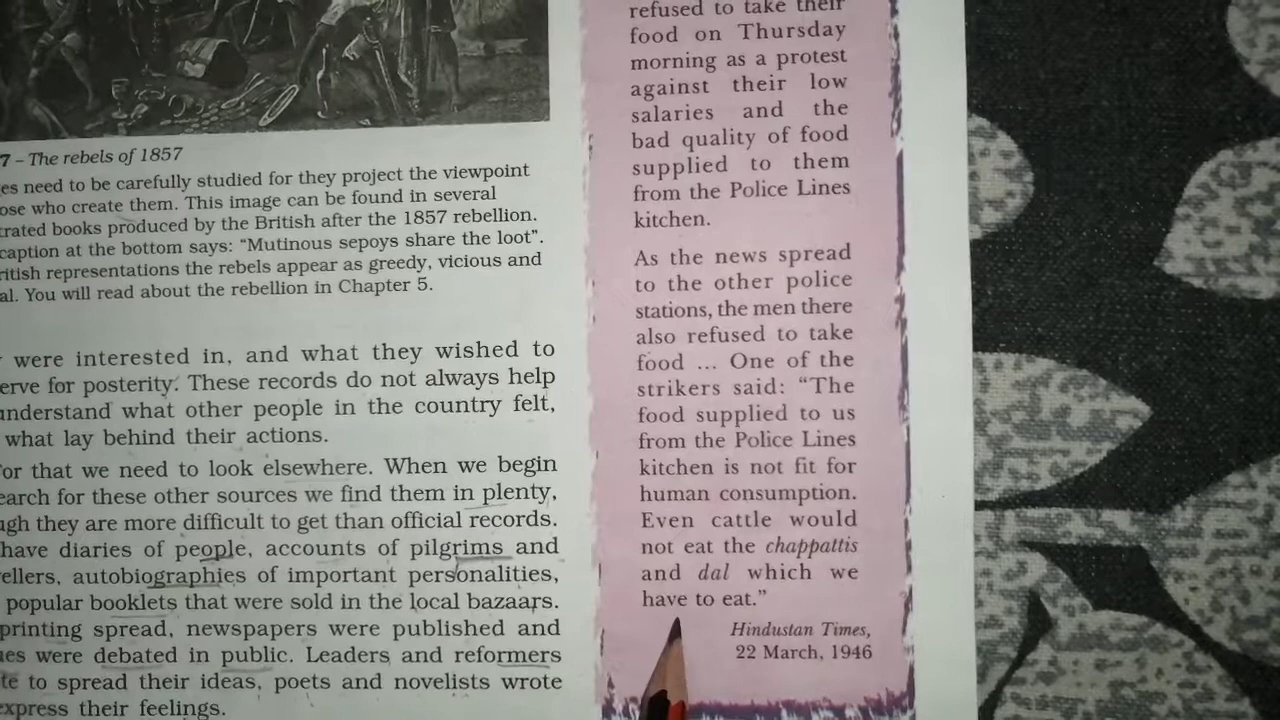 7 – The rebels of 1857
es need to be carefully studied for they project the viewpoint
ose who create them. This image can be found in several
trated books produced by the British after the 1857 rebellion.
caption at the bottom says: “Mutinous sepoys share the loot”.
ritish representations the rebels appear as greedy, vicious and
al. You will read about the rebellion in Chapter 5.
were interested in, and what they wished to
erve for posterity. These records do not always help
understand what other people in the country felt,
what lay behind their actions.
or that we need to look elsewhere. When we begin
earch for these other sources we find them in plenty,
ugh they are more difficult to get than official records.
have diaries of people, accounts of pilgrims and
ellers, autobiographies of important personalities,
popular booklets that were sold in the local bazaars.
printing spread, newspapers were published and
ues were debated in public. Leaders and reformers
te to spread their ideas, poets and novelists wrote
express their feelings.
refused to take their
food on Thursday
morning as a protest
against their low
salaries and the
bad quality of food
supplied to them
from the Police Lines
kitchen.
As the news spread
to the other police
stations, the men there
also refused to take
food ... One of the
strikers said: “The
food supplied to us
from the Police Lines
kitchen is not fit for
human consumption.
Even cattle would
not eat the chappattis
and dal which we
have to eat.”
Hindustan Times,
22 March, 1946